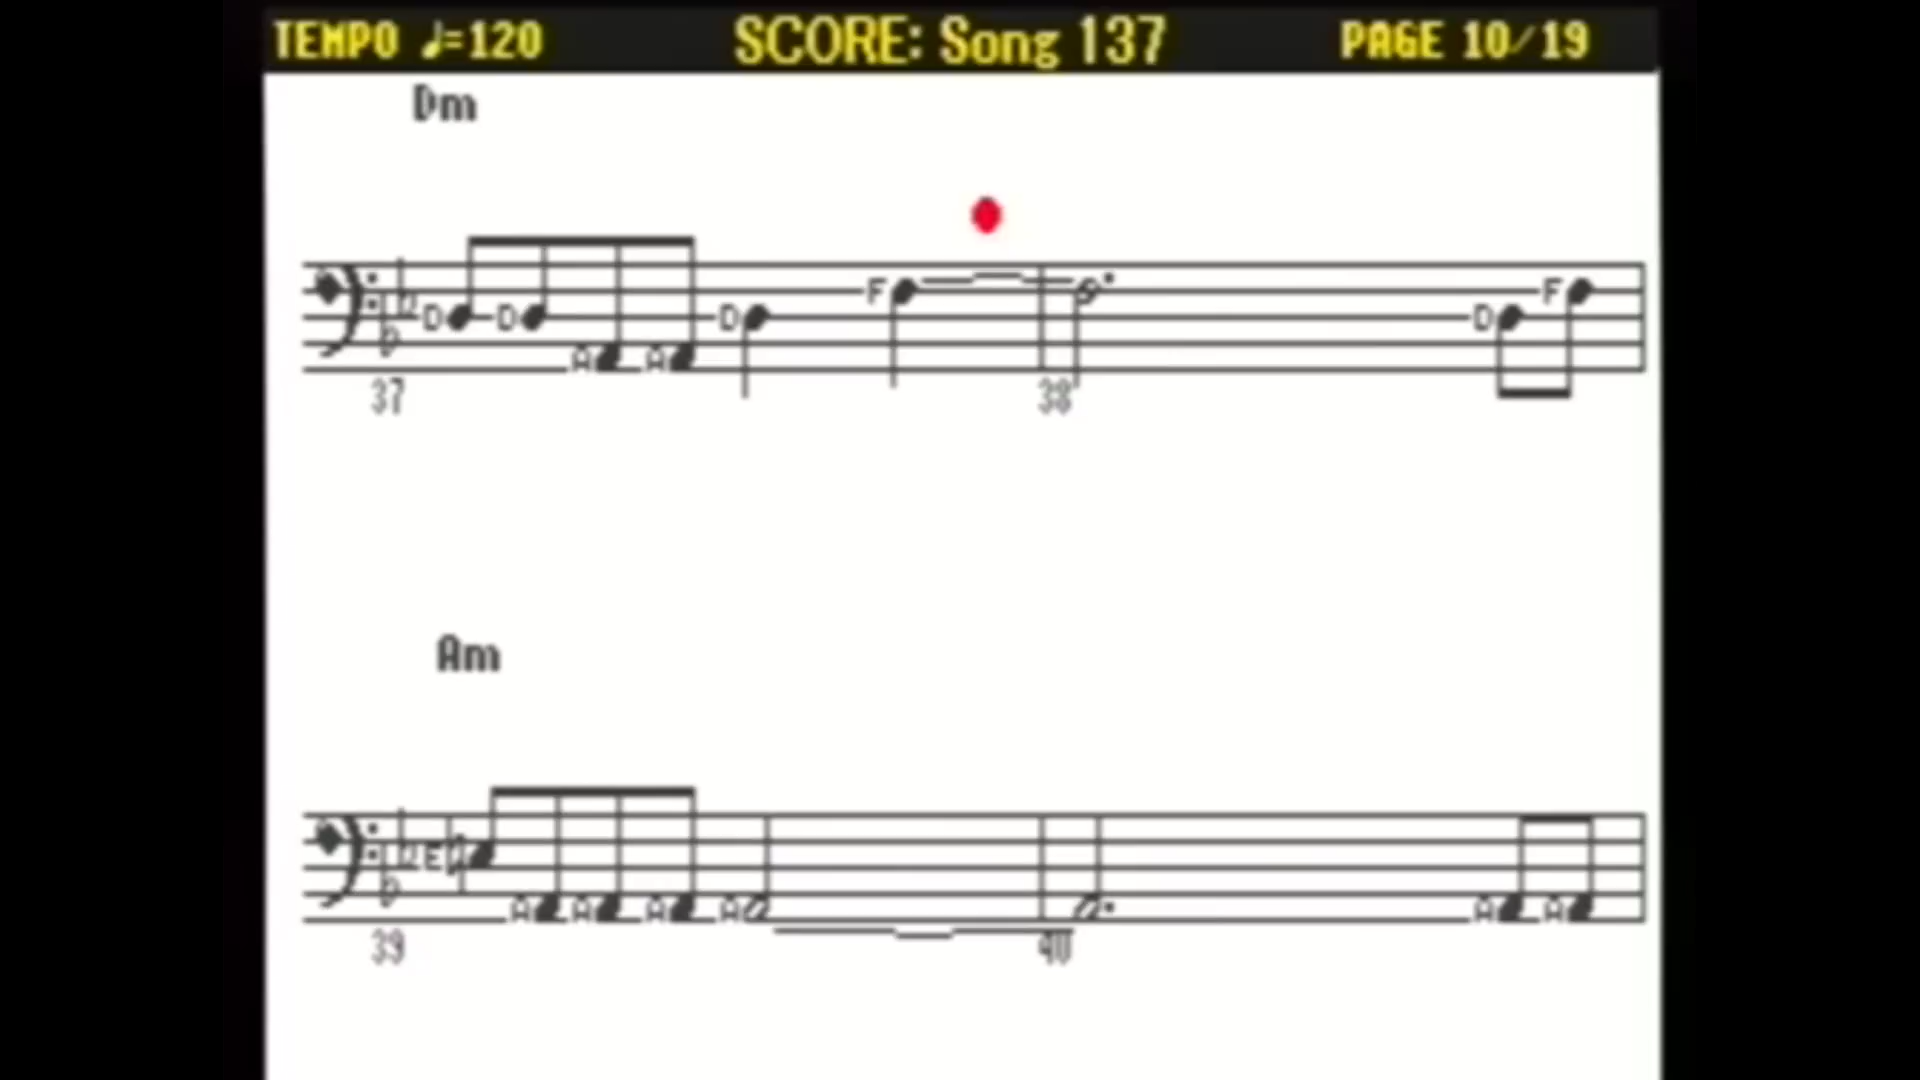 TEMPO ♩=120 SCORE: Song 137 PAGE 10/19
Dm
D D A A D F D F
37 38
Am
E A A A A A A
39 40